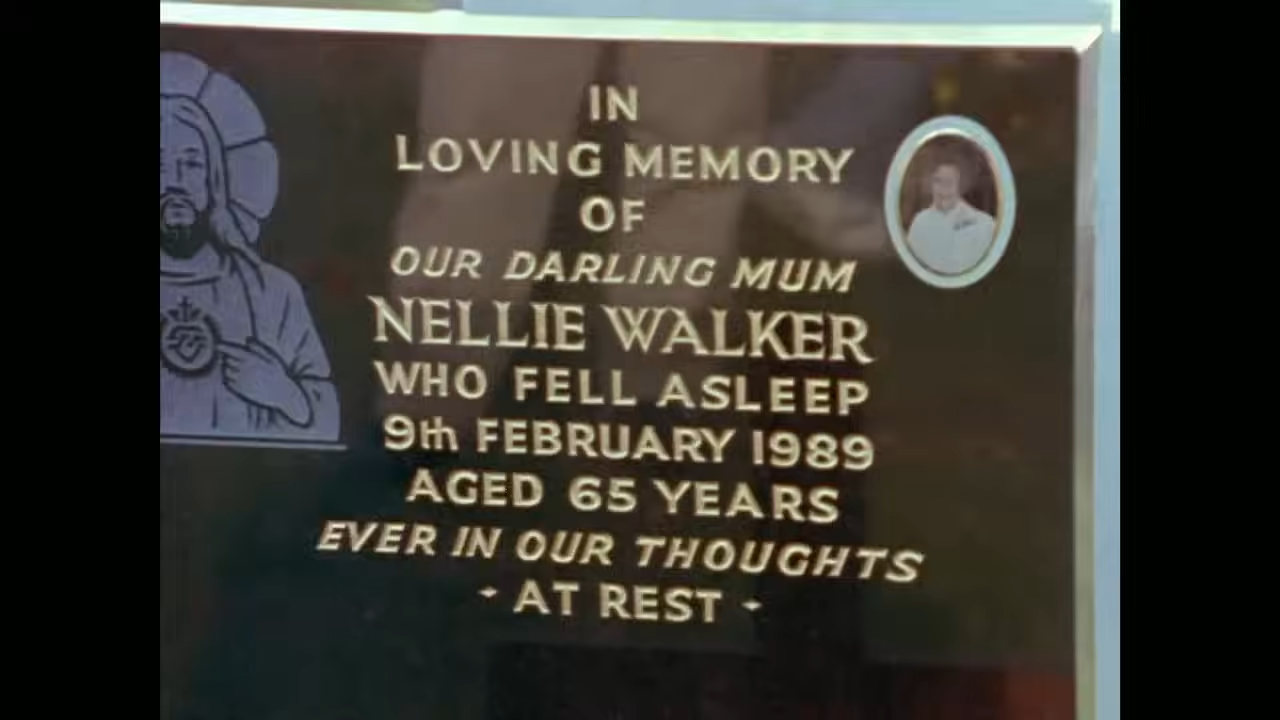 IN
LOVING MEMORY
OF
OUR DARLING MUM
NELLIE WALKER
WHO FELL ASLEEP
9th FEBRUARY 1989
AGED 65 YEARS
EVER IN OUR THOUGHTS
- AT REST -